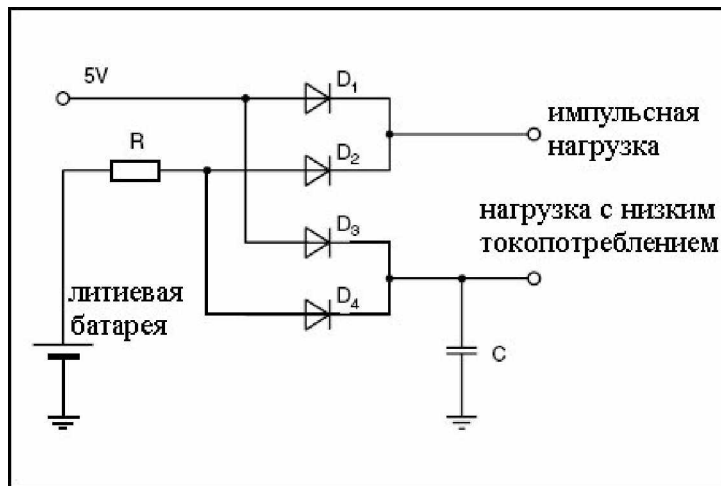 5V
D1
импульсная
нагрузка
R
D2
нагрузка с низким
токопотреблением
D3
литиевая
батарея
D4
C